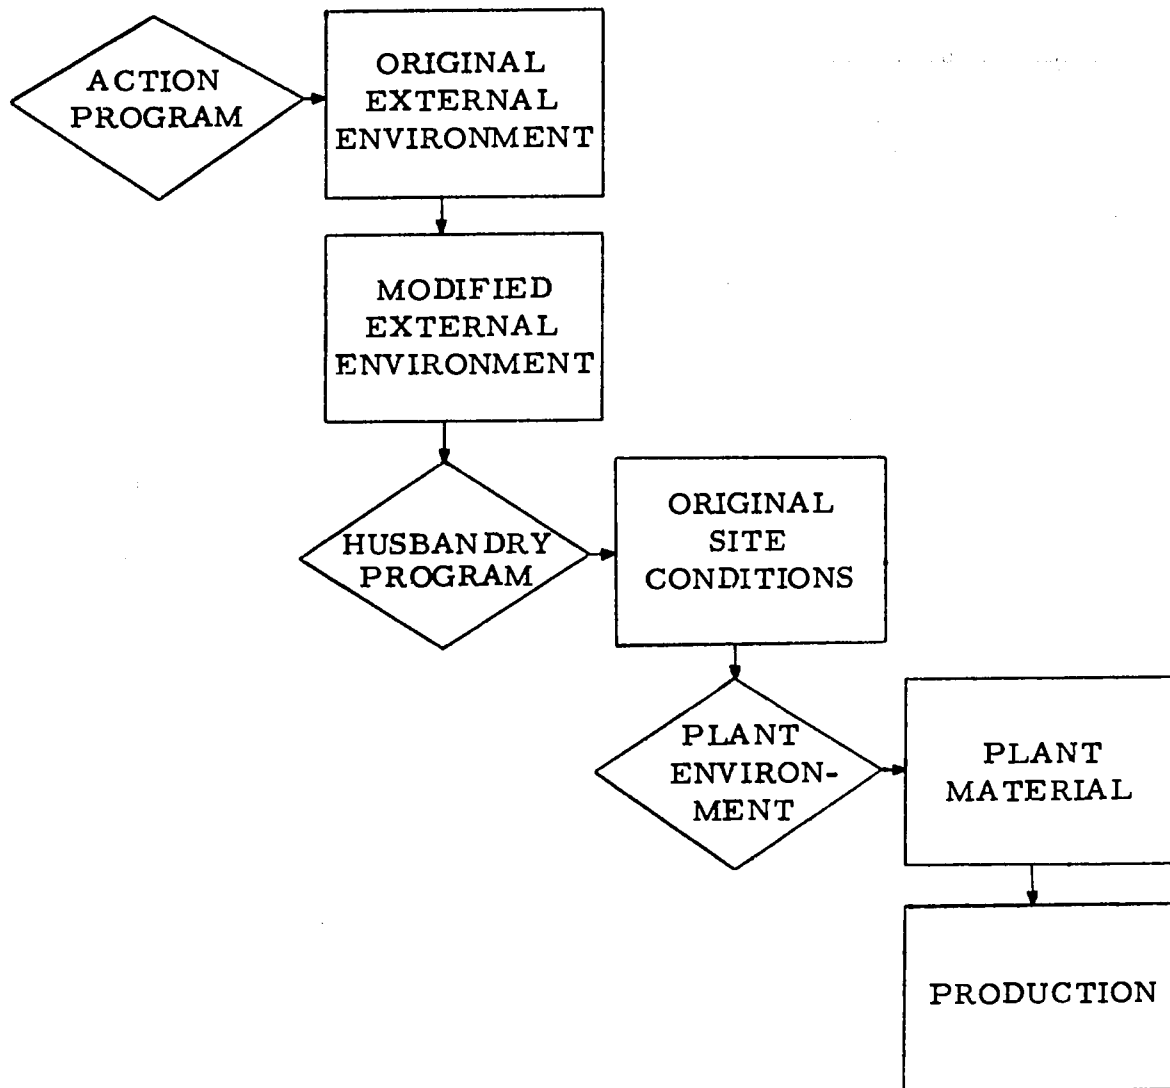 ACTION
PROGRAM
ORIGINAL
EXTERNAL
ENVIRONMENT
MODIFIED
EXTERNAL
ENVIRONMENT
HUSBANDRY
PROGRAM
ORIGINAL
SITE
CONDITIONS
PLANT
ENVIRON-
MENT
PLANT
MATERIAL
PRODUCTION